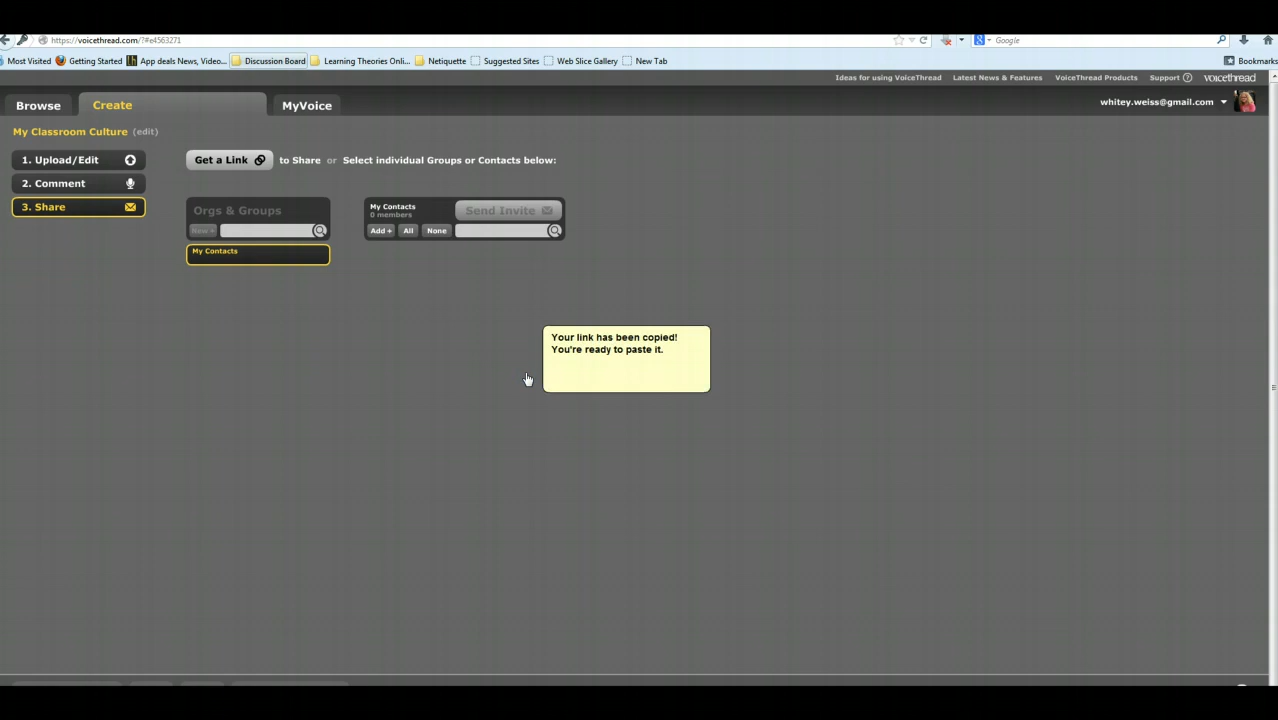 https://voicethread.com/?#e4563271
Google
Most Visited Getting Started App deals News, Video... Discussion Board Learning Theories Onli... Netiquette Suggested Sites Web Slice Gallery New Tab Bookmarks
Ideas for using VoiceThread Latest News & Features VoiceThread Products Support ? voicethread
Browse Create MyVoice whitey.weiss@gmail.com
My Classroom Culture (edit)
1. Upload/Edit Get a Link to Share or Select individual Groups or Contacts below:
2. Comment
3. Share
Orgs & Groups
New +
My Contacts
My Contacts
0 members
Send Invite
Add + All None
Your link has been copied!
You're ready to paste it.